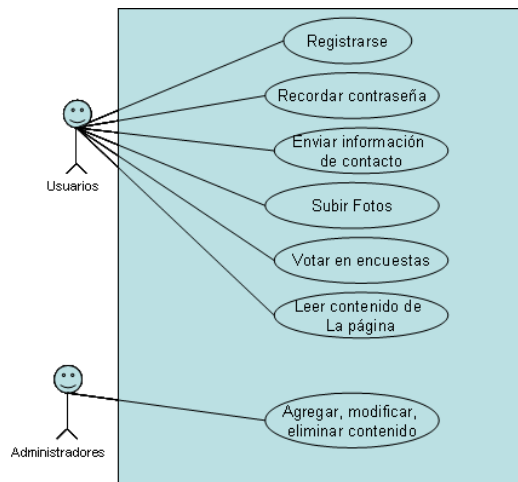 Registrarse
Recordar contraseña
Enviar información
de contacto
Usuarios
Subir Fotos
Votar en encuestas
Leer contenido de
La página
Agregar, modificar,
eliminar contenido
Administradores